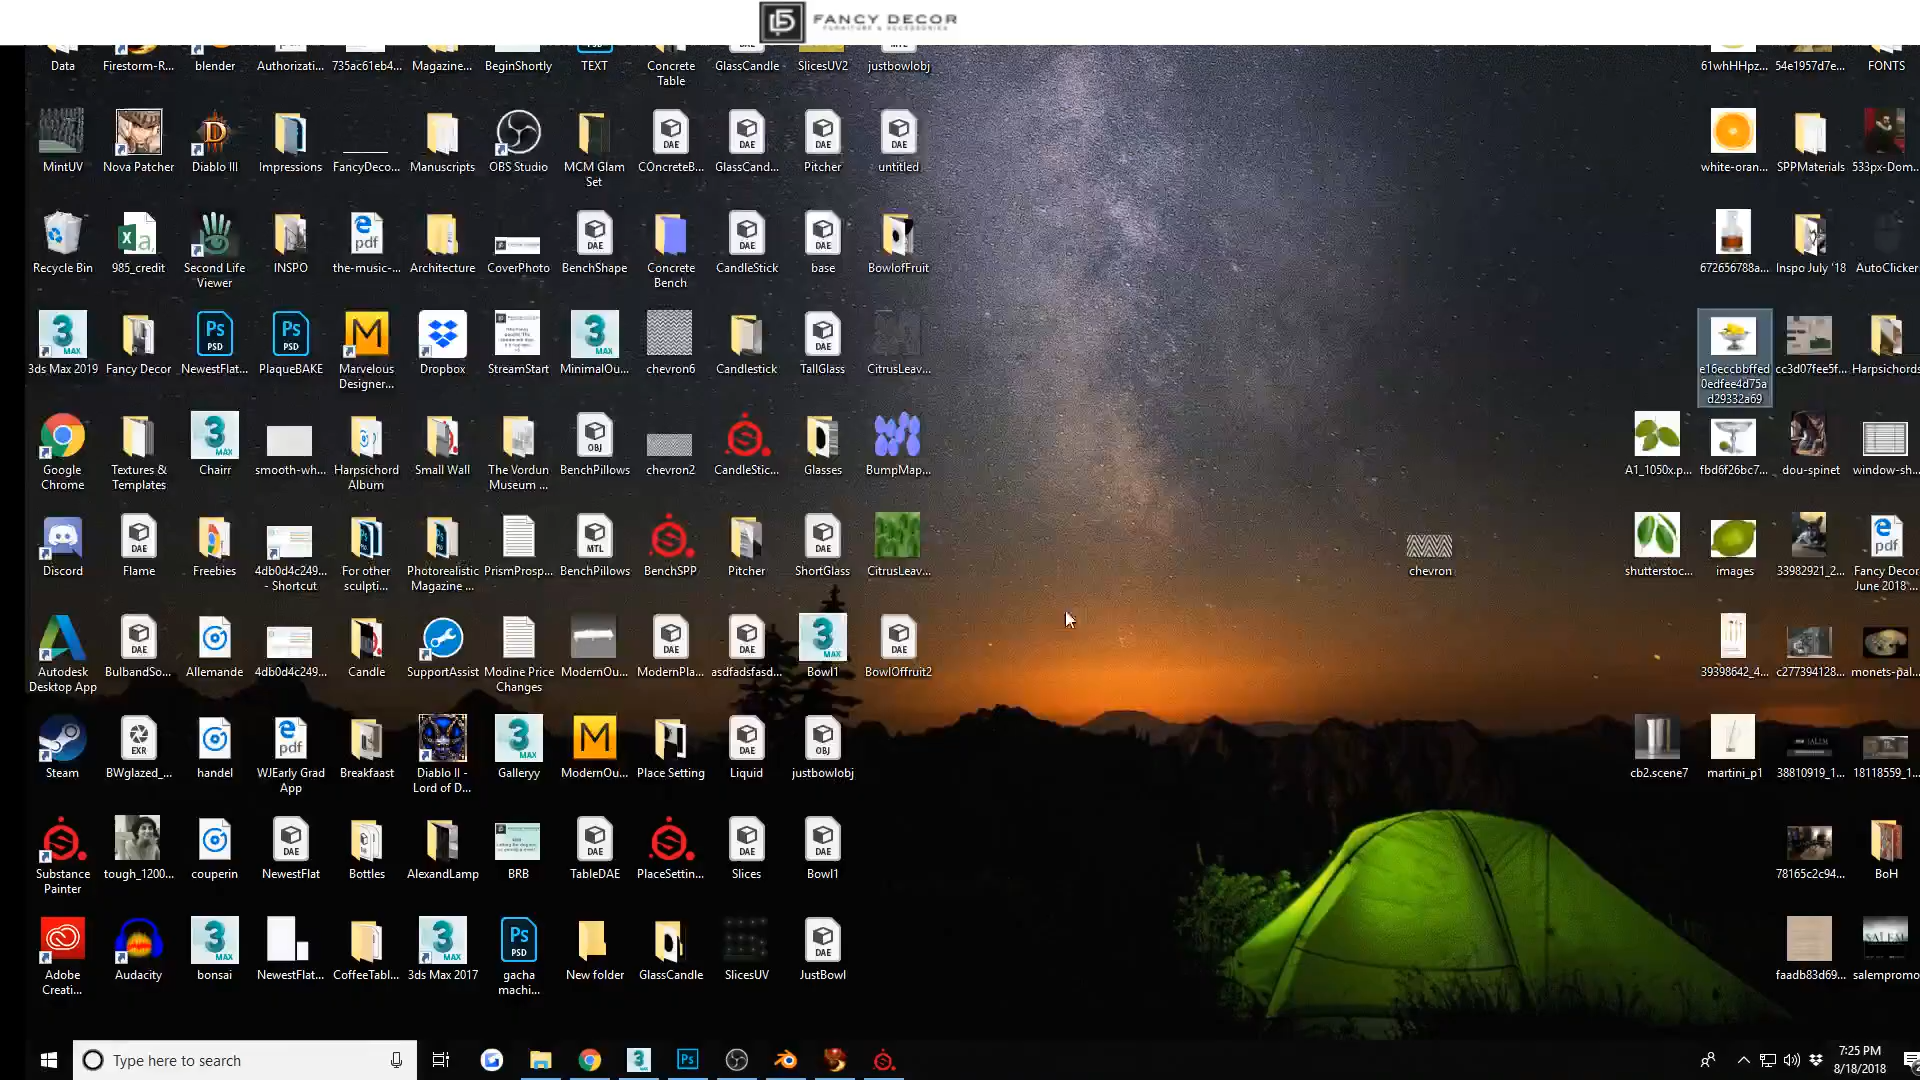 FANCY DECOR
FURNITURE & ACCESSORIES
Data
Firestorm-R...
blender
Authorizati...
735ac61eb4...
Magazine...
BeginShortly
TEXT
Concrete
Table
GlassCandle
SlicesUV2
justbowlobj
61whHHpz...
54e1957d7e...
FONTS
MintUV
Nova Patcher
Diablo III
Impressions
FancyDeco...
Manuscripts
OBS Studio
MCM Glam
Set
COncreteB...
GlassCand...
Pitcher
untitled
white-oran...
SPPMaterials
533px-Dom...
Recycle Bin
985_credit
Second Life
Viewer
INSPO
the-music-...
Architecture
CoverPhoto
BenchShape
Concrete
Bench
CandleStick
base
BowlofFruit
672656788a...
Inspo July '18
AutoClicker
3ds Max 2019
Fancy Decor
NewestFlat...
PlaqueBAKE
Marvelous
Designer...
Dropbox
StreamStart
MinimalOu...
chevron6
Candlestick
TallGlass
CitrusLeav...
e16eccbbffed
0edfee4d75a
d29332a69
cc3d07fee5f...
Harpsichords
Google
Chrome
Textures &
Templates
Chairr
smooth-wh...
Harpsichord
Album
Small Wall
The Vordun
Museum ...
BenchPillows
chevron2
CandleStic...
Glasses
BumpMap...
A1_1050x.p...
fbd6f26bc7...
dou-spinet
window-sh...
Discord
Flame
Freebies
4db0d4c249...
- Shortcut
For other
sculpti...
Photorealistic
Magazine ...
PrismProsp...
BenchPillows
BenchSPP
Pitcher
ShortGlass
CitrusLeav...
chevron
shutterstoc...
images
33982921_2...
Fancy Decor
June 2018 ...
Autodesk
Desktop App
BulbandSo...
Allemande
4db0d4c249...
Candle
SupportAssist
Modine Price
Changes
ModernOu...
ModernPla...
asdfadsfasd...
Bowl1
BowlOffruit2
39398642_4...
c277394128...
monets-pal...
Steam
BWglazed_...
handel
WJEarly Grad
App
Breakfaast
Diablo II -
Lord of D...
Galleryy
ModernOu...
Place Setting
Liquid
justbowlobj
cb2.scene7
martini_p1
38810919_1...
18118559_1...
Substance
Painter
tough_1200...
couperin
NewestFlat
Bottles
AlexandLamp
BRB
TableDAE
PlaceSettin...
Slices
Bowl1
78165c2c94...
BoH
Adobe
Creati...
Audacity
bonsai
NewestFlat...
CoffeeTabl...
3ds Max 2017
gacha
machi...
New folder
GlassCandle
SlicesUV
JustBowl
faadb83d69...
salempromo
Type here to search
7:25 PM
8/18/2018